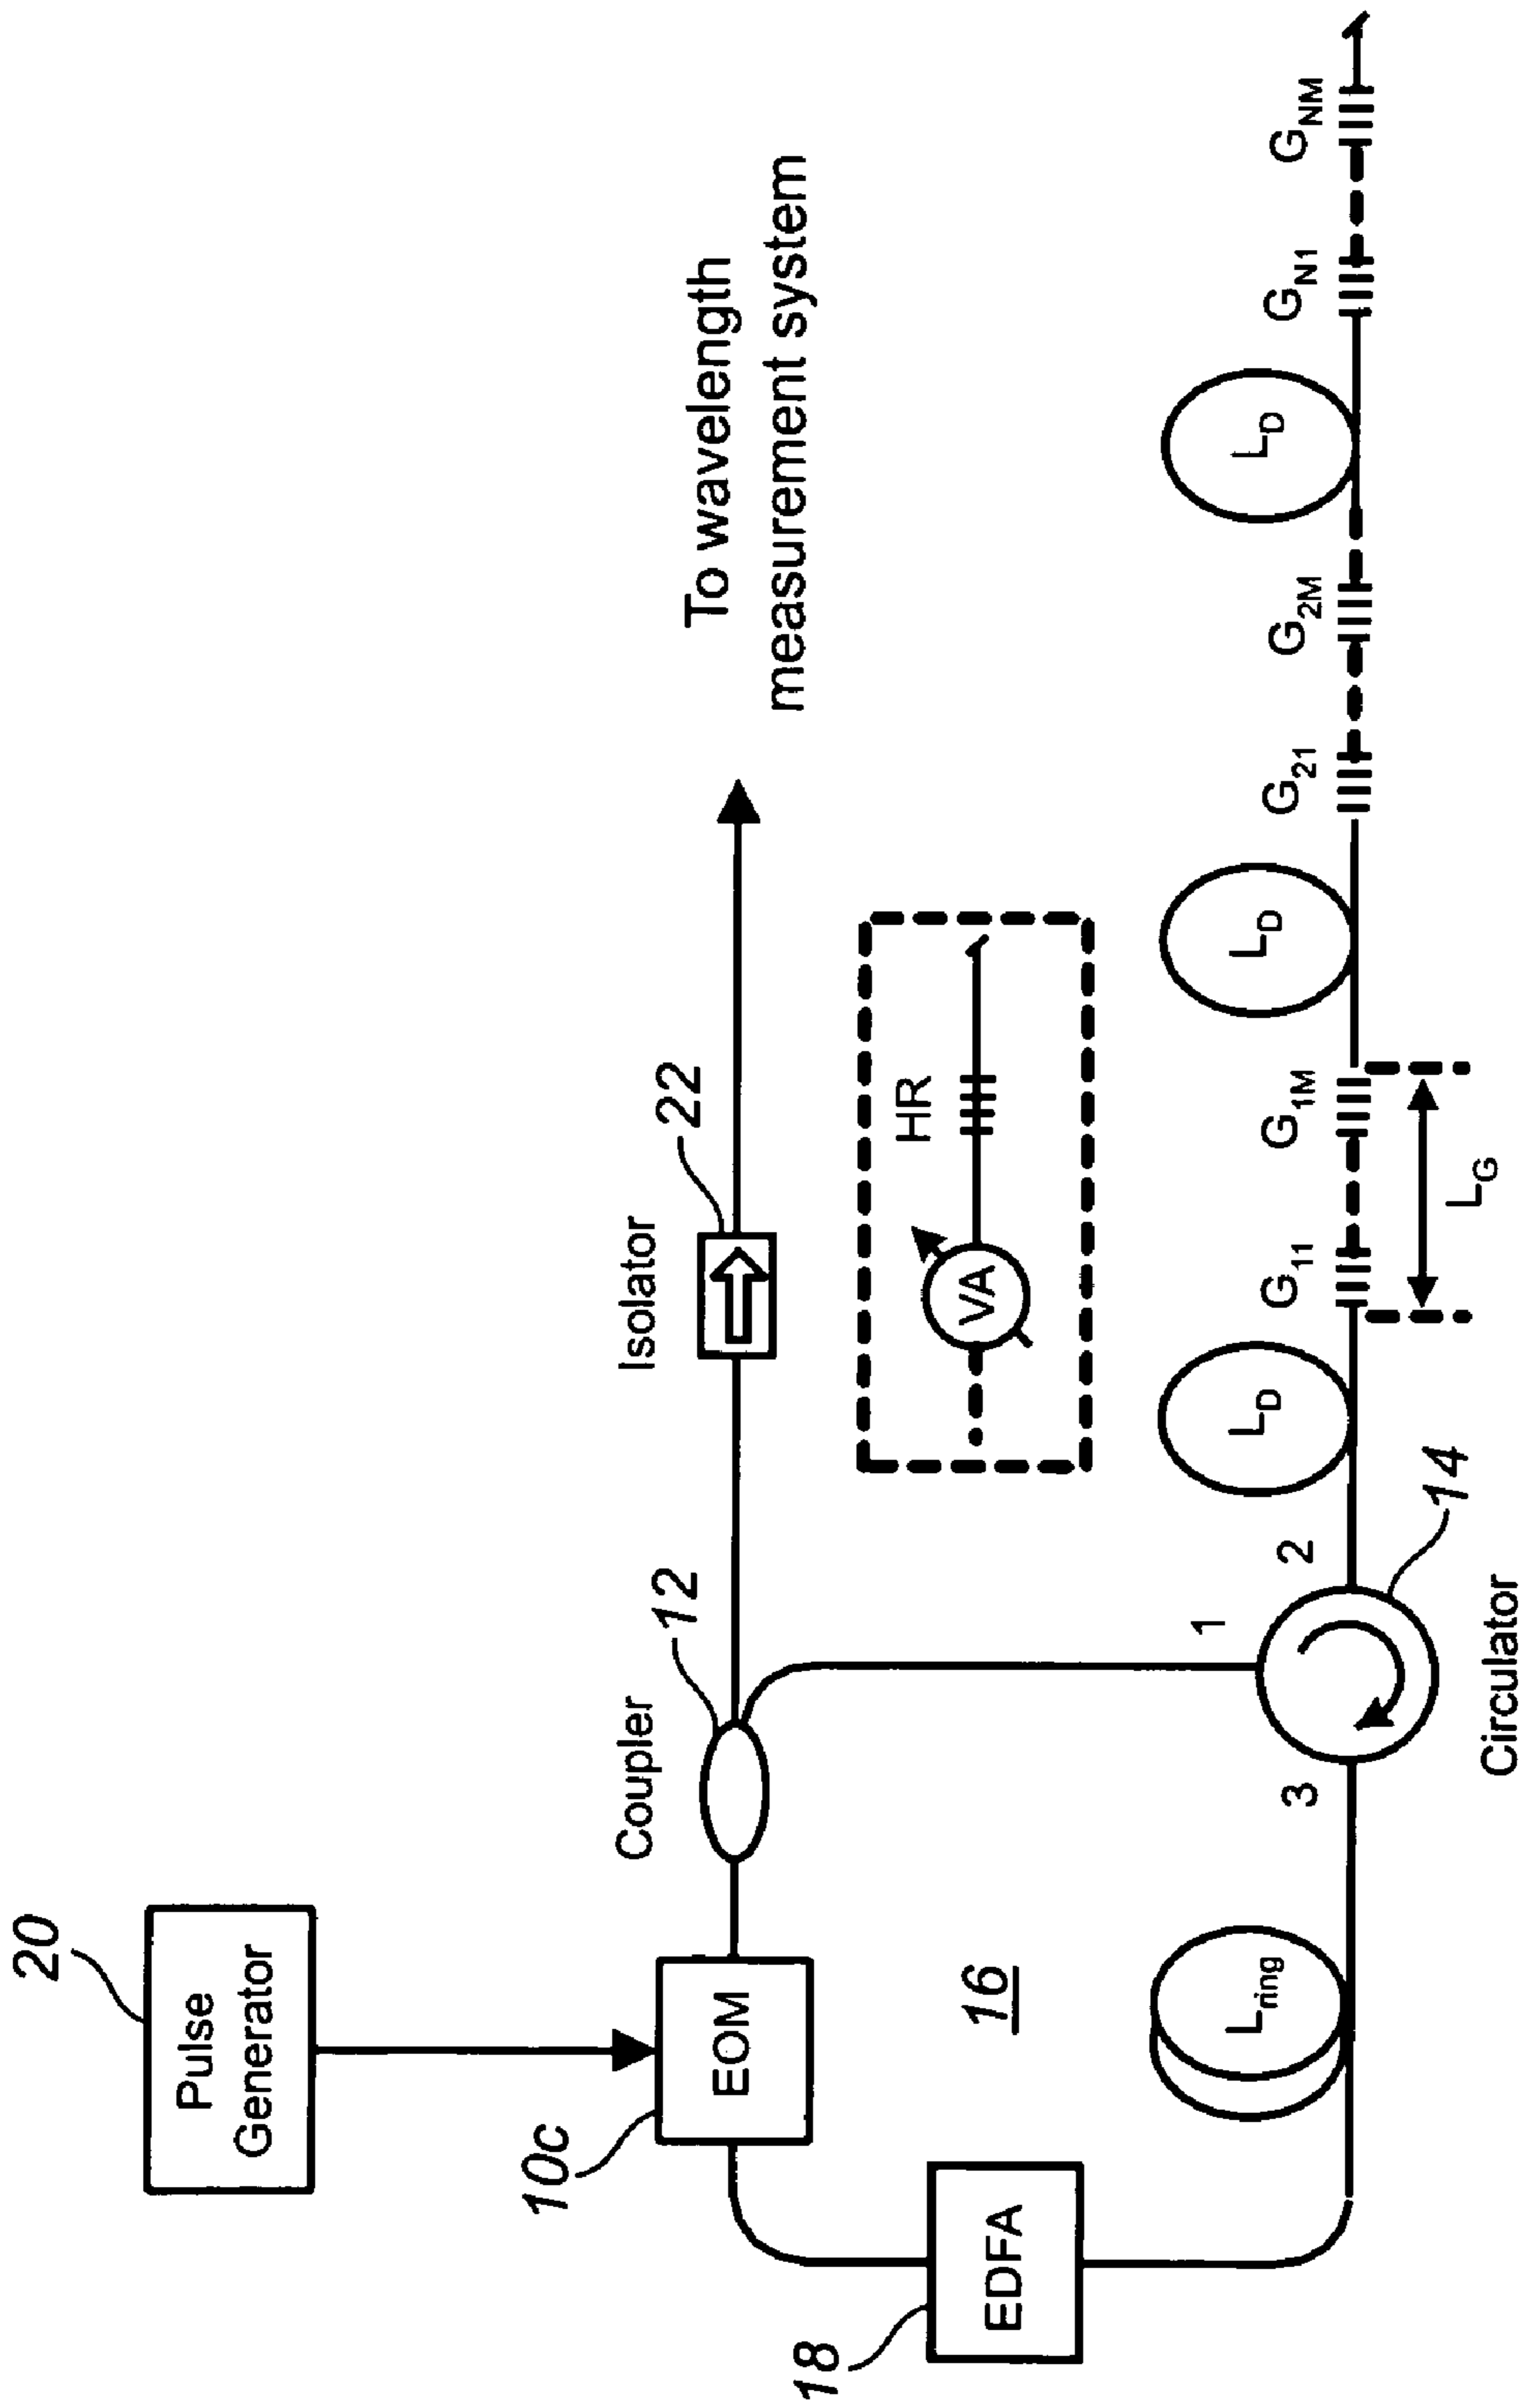 20
Pulse
Generator
10c
EOM
Coupler
12
Isolator
22
To wavelength
measurement system
18
EDFA
16
VA
HR
L_ring
3
1
2
Circulator
14
L_D
G_11
G_1M
L_G
L_D
G_21
G_2M
L_D
G_N1
G_NM